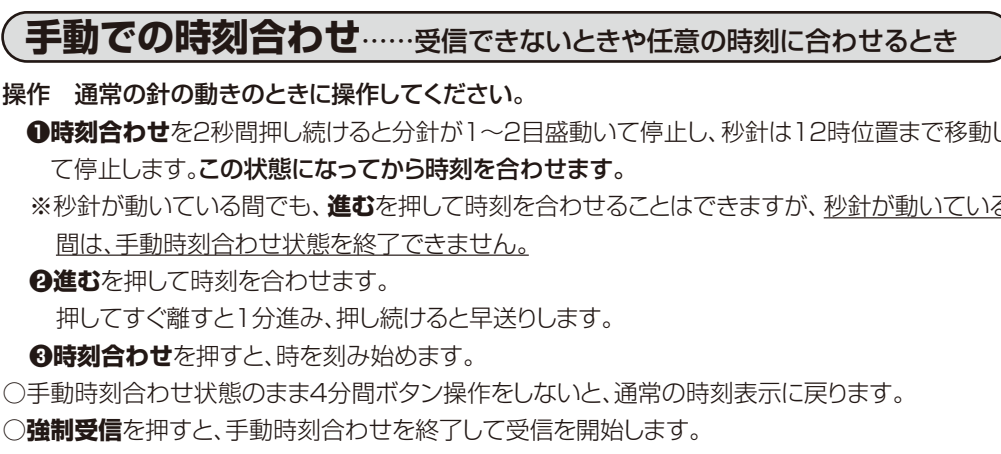 手動での時刻合わせ……受信できないときや任意の時刻に合わせるとき
操作　通常の針の動きのときに操作してください。
❶時刻合わせを2秒間押し続けると分針が1〜2目盛動いて停止し、秒針は12時位置まで移動し
て停止します。この状態になってから時刻を合わせます。
※秒針が動いている間でも、進むを押して時刻を合わせることはできますが、秒針が動いている
間は、手動時刻合わせ状態を終了できません。
❷進むを押して時刻を合わせます。
押してすぐ離すと1分進み、押し続けると早送りします。
❸時刻合わせを押すと、時を刻み始めます。
○手動時刻合わせ状態のまま4分間ボタン操作をしないと、通常の時刻表示に戻ります。
○強制受信を押すと、手動時刻合わせを終了して受信を開始します。